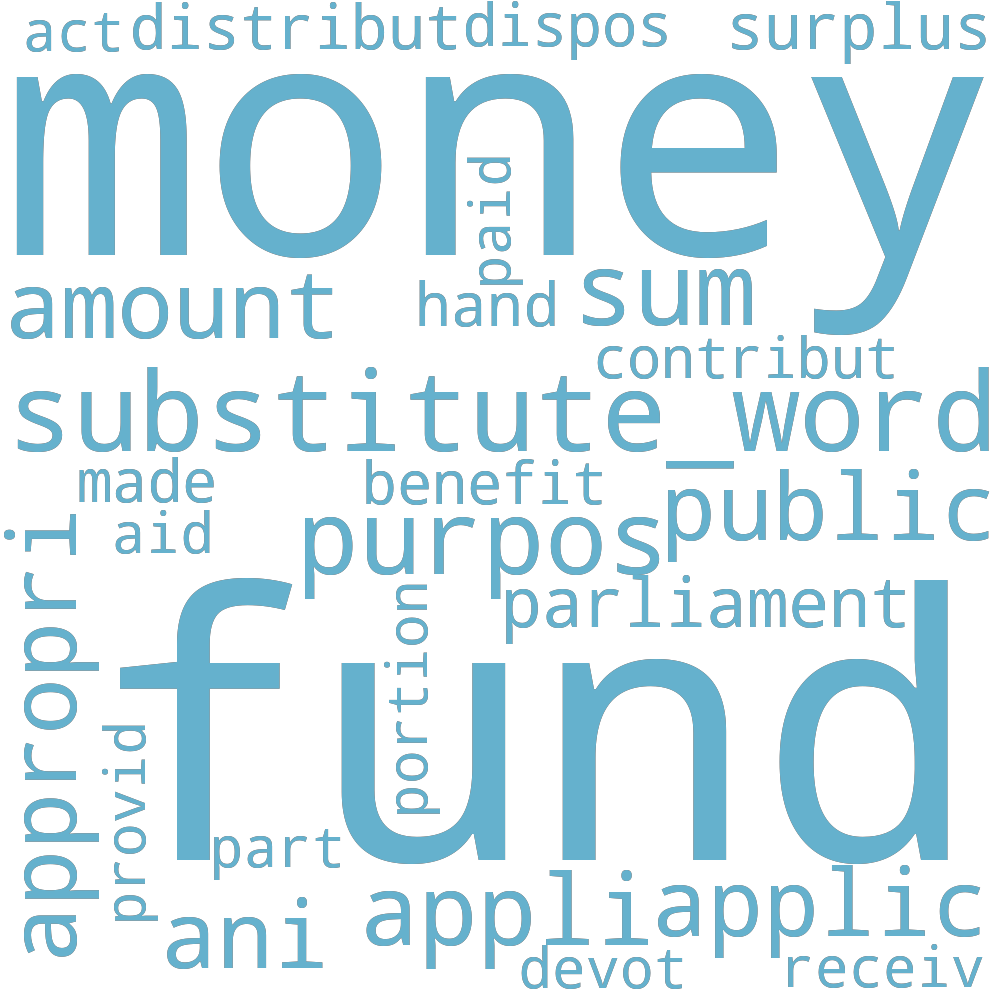 act distribut dispos surplus
money
paid
amount hand sum
contribut
substitute_word
made benefit public
aid purpos
appropri
parliament
fund
portion
provid
part
ani appli applic
devot receiv